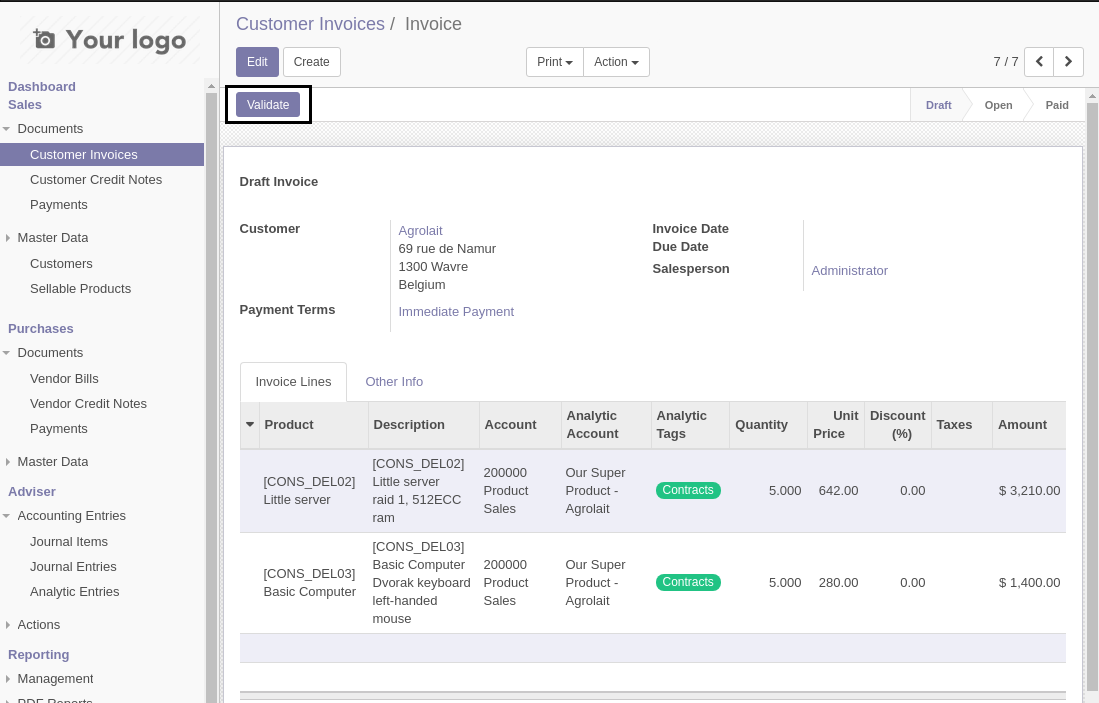 Your logo
Dashboard
Sales
Documents
Customer Invoices
Customer Credit Notes
Payments
Master Data
Customers
Sellable Products
Purchases
Documents
Vendor Bills
Vendor Credit Notes
Payments
Master Data
Adviser
Accounting Entries
Journal Items
Journal Entries
Analytic Entries
Actions
Reporting
Management
PDF Reports
Customer Invoices / Invoice
Edit Create Print Action 7 / 7
Validate Draft Open Paid
Draft Invoice
Customer
Agrolait
69 rue de Namur
1300 Wavre
Belgium
Payment Terms Immediate Payment
Invoice Date
Due Date
Salesperson Administrator
Invoice Lines Other Info
Product
Description
Account
Analytic
Account
Analytic
Tags
Quantity
Unit
Price
Discount
(%)
Taxes
Amount
[CONS_DEL02]
Little server
[CONS_DEL02]
Little server
raid 1, 512ECC
ram
200000
Product
Sales
Our Super
Product -
Agrolait
Contracts
5.000
642.00
0.00
$ 3,210.00
[CONS_DEL03]
Basic Computer
[CONS_DEL03]
Basic Computer
Dvorak keyboard
left-handed
mouse
200000
Product
Sales
Our Super
Product -
Agrolait
Contracts
5.000
280.00
0.00
$ 1,400.00